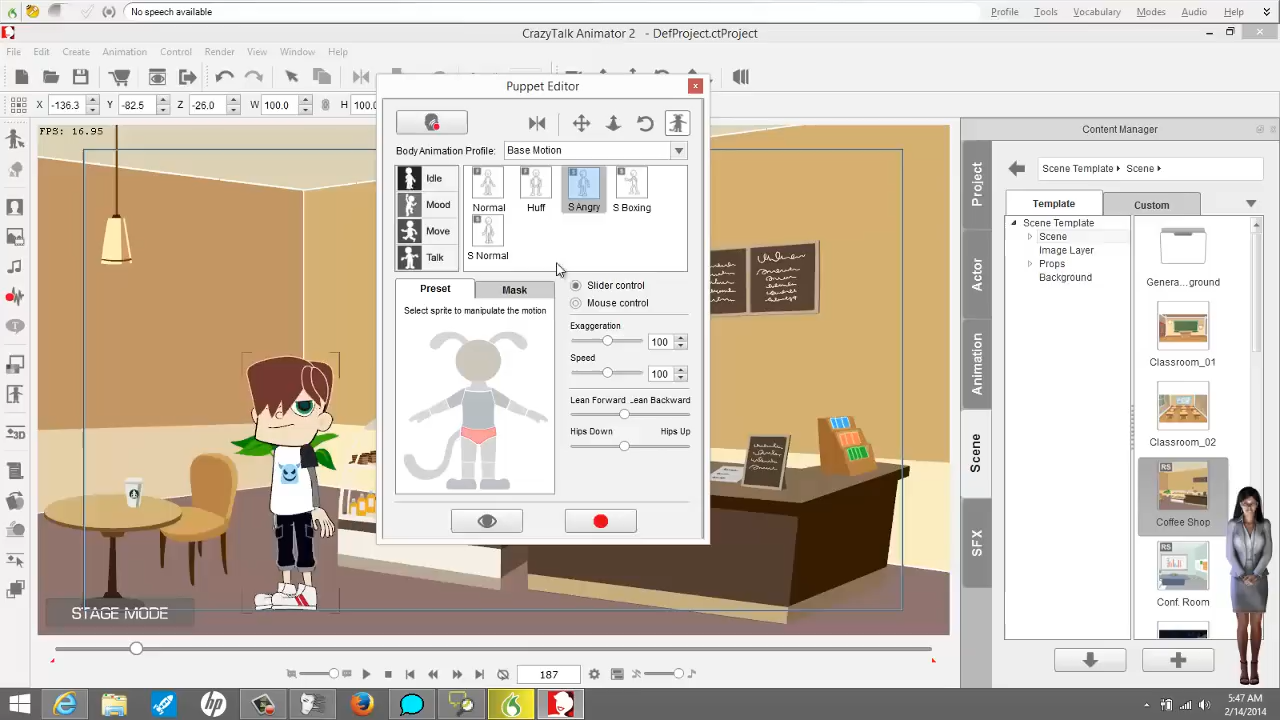 No speech available
Profile Tools Vocabulary Modes Audio Help
CrazyTalk Animator 2 - DefProject.ctProject
File Edit Create Animation Control Render View Window Help
X -136.3 Y -82.5 Z -26.0 W 100.0 H 100.0
FPS: 16.95
Puppet Editor
Body Animation Profile: Base Motion
Idle
Mood
Move
Talk
Normal Huff S Angry S Boxing
S Normal
Preset Mask
Select sprite to manipulate the motion
Slider control
Mouse control
Exaggeration
100
Speed
100
Lean Forward Lean Backward
Hips Down Hips Up
STAGE MODE
187
Content Manager
Scene Template Scene
Template Custom
Scene Template
Scene
Image Layer
Props
Background
Project
Actor
Animation
Scene
SFX
Genera...ground
Classroom_01
Classroom_02
RS
Coffee Shop
RS
Conf. Room
hp
5:47 AM
2/14/2014